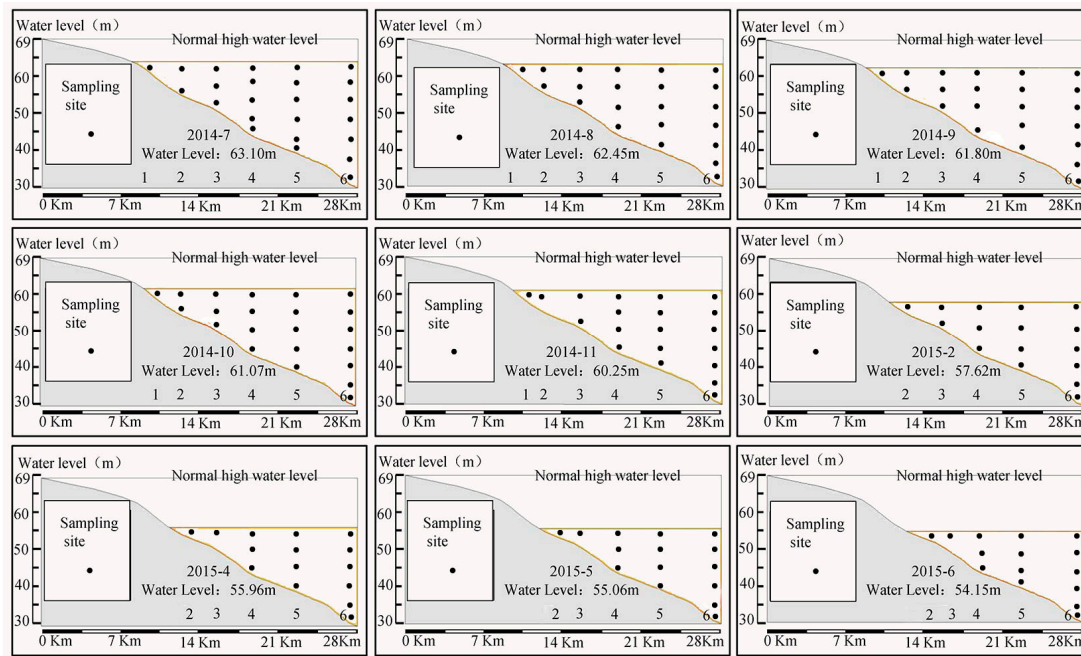 Water level（m）
Normal high water level
69
60
50
40
30
Sampling
site
2014-7
Water Level：63.10m
1 2 3 4 5 6
0 Km 7 Km 14 Km 21 Km 28Km
Water level（m）
Normal high water level
69
60
50
40
30
Sampling
site
2014-8
Water Level：62.45m
1 2 3 4 5 6
0 Km 7 Km 14 Km 21 Km 28Km
Water level（m）
Normal high water level
69
60
50
40
30
Sampling
site
2014-9
Water Level：61.80m
1 2 3 4 5 6
0 Km 7 Km 14 Km 21 Km 28Km
Water level（m）
Normal high water level
69
60
50
40
30
Sampling
site
2014-10
Water Level：61.07m
1 2 3 4 5 6
0 Km 7 Km 14 Km 21 Km 28Km
Water level（m）
Normal high water level
69
60
50
40
30
Sampling
site
2014-11
Water Level：60.25m
1 2 3 4 5 6
0 Km 7 Km 14 Km 21 Km 28Km
Water level（m）
Normal high water level
69
60
50
40
30
Sampling
site
2015-2
Water Level：57.62m
2 3 4 5 6
0 Km 7 Km 14 Km 21 Km 28Km
Water level（m）
Normal high water level
69
60
50
40
30
Sampling
site
2015-4
Water Level：55.96m
2 3 4 5 6
0 Km 7 Km 14 Km 21 Km 28Km
Water level（m）
Normal high water level
69
60
50
40
30
Sampling
site
2015-5
Water Level：55.06m
2 3 4 5 6
0 Km 7 Km 14 Km 21 Km 28Km
Water level（m）
Normal high water level
69
60
50
40
30
Sampling
site
2015-6
Water Level：54.15m
2 3 4 5 6
0 Km 7 Km 14 Km 21 Km 28Km